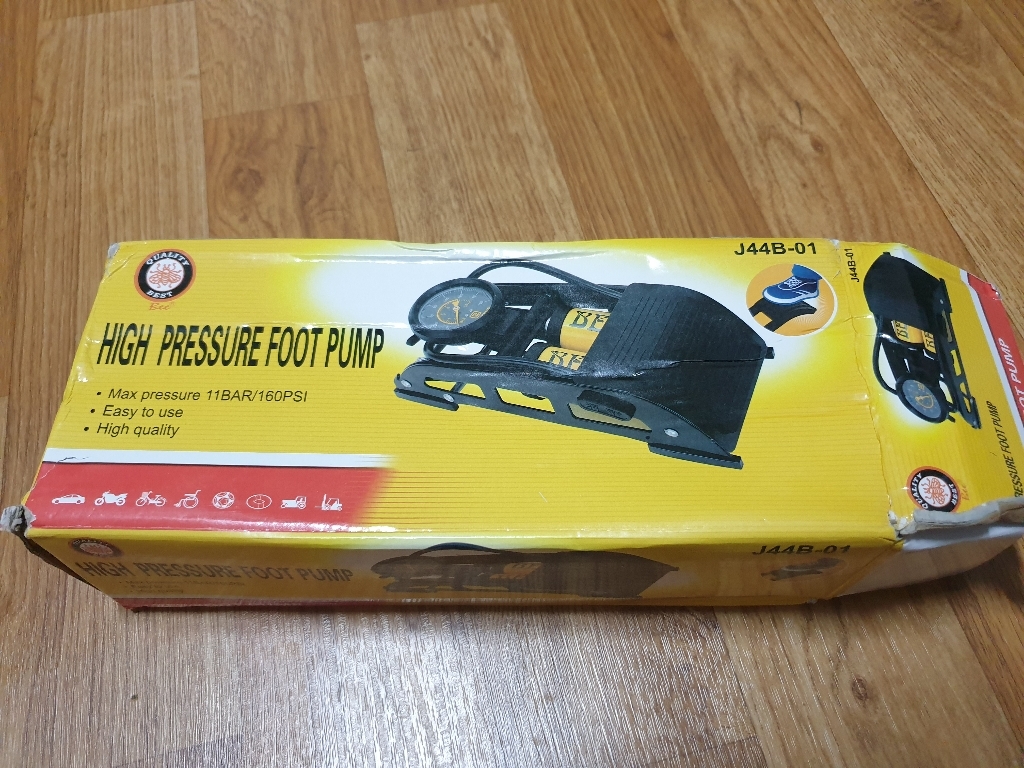 J44B-01
QUALITY
BEST
Bee
HIGH PRESSURE FOOT PUMP
• Max pressure 11BAR/160PSI
• Easy to use
• High quality
J44B-01
QUALITY
BEST
HIGH PRESSURE FOOT PUMP
J44B-01